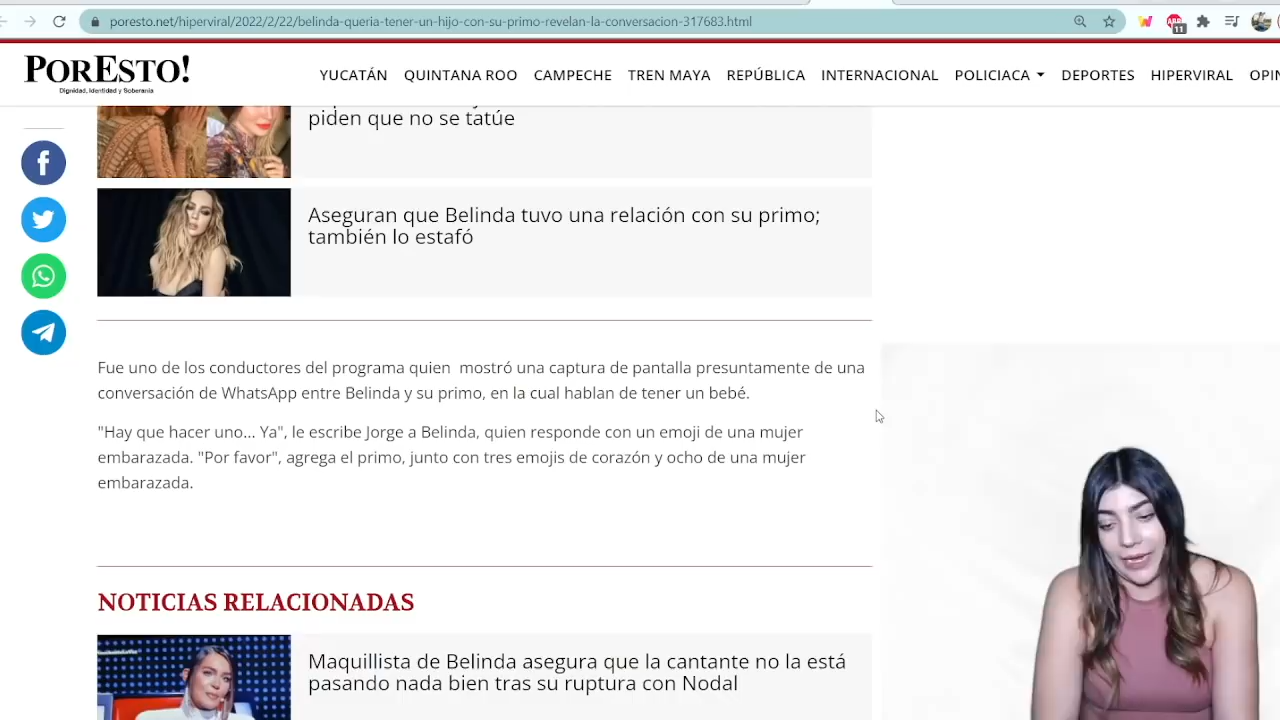 poresto.net/hiperviral/2022/2/22/belinda-queria-tener-un-hijo-con-su-primo-revelan-la-conversacion-317683.html
11
POR ESTO!
Dignidad, Identidad y Soberanía
YUCATÁN QUINTANA ROO CAMPECHE TREN MAYA REPÚBLICA INTERNACIONAL POLICIACA DEPORTES HIPERVIRAL OPIN
piden que no se tatúe
Aseguran que Belinda tuvo una relación con su primo;
también lo estafó
Fue uno de los conductores del programa quien mostró una captura de pantalla presuntamente de una
conversación de WhatsApp entre Belinda y su primo, en la cual hablan de tener un bebé.
"Hay que hacer uno... Ya", le escribe Jorge a Belinda, quien responde con un emoji de una mujer
embarazada. "Por favor", agrega el primo, junto con tres emojis de corazón y ocho de una mujer
embarazada.
NOTICIAS RELACIONADAS
Maquillista de Belinda asegura que la cantante no la está
pasando nada bien tras su ruptura con Nodal